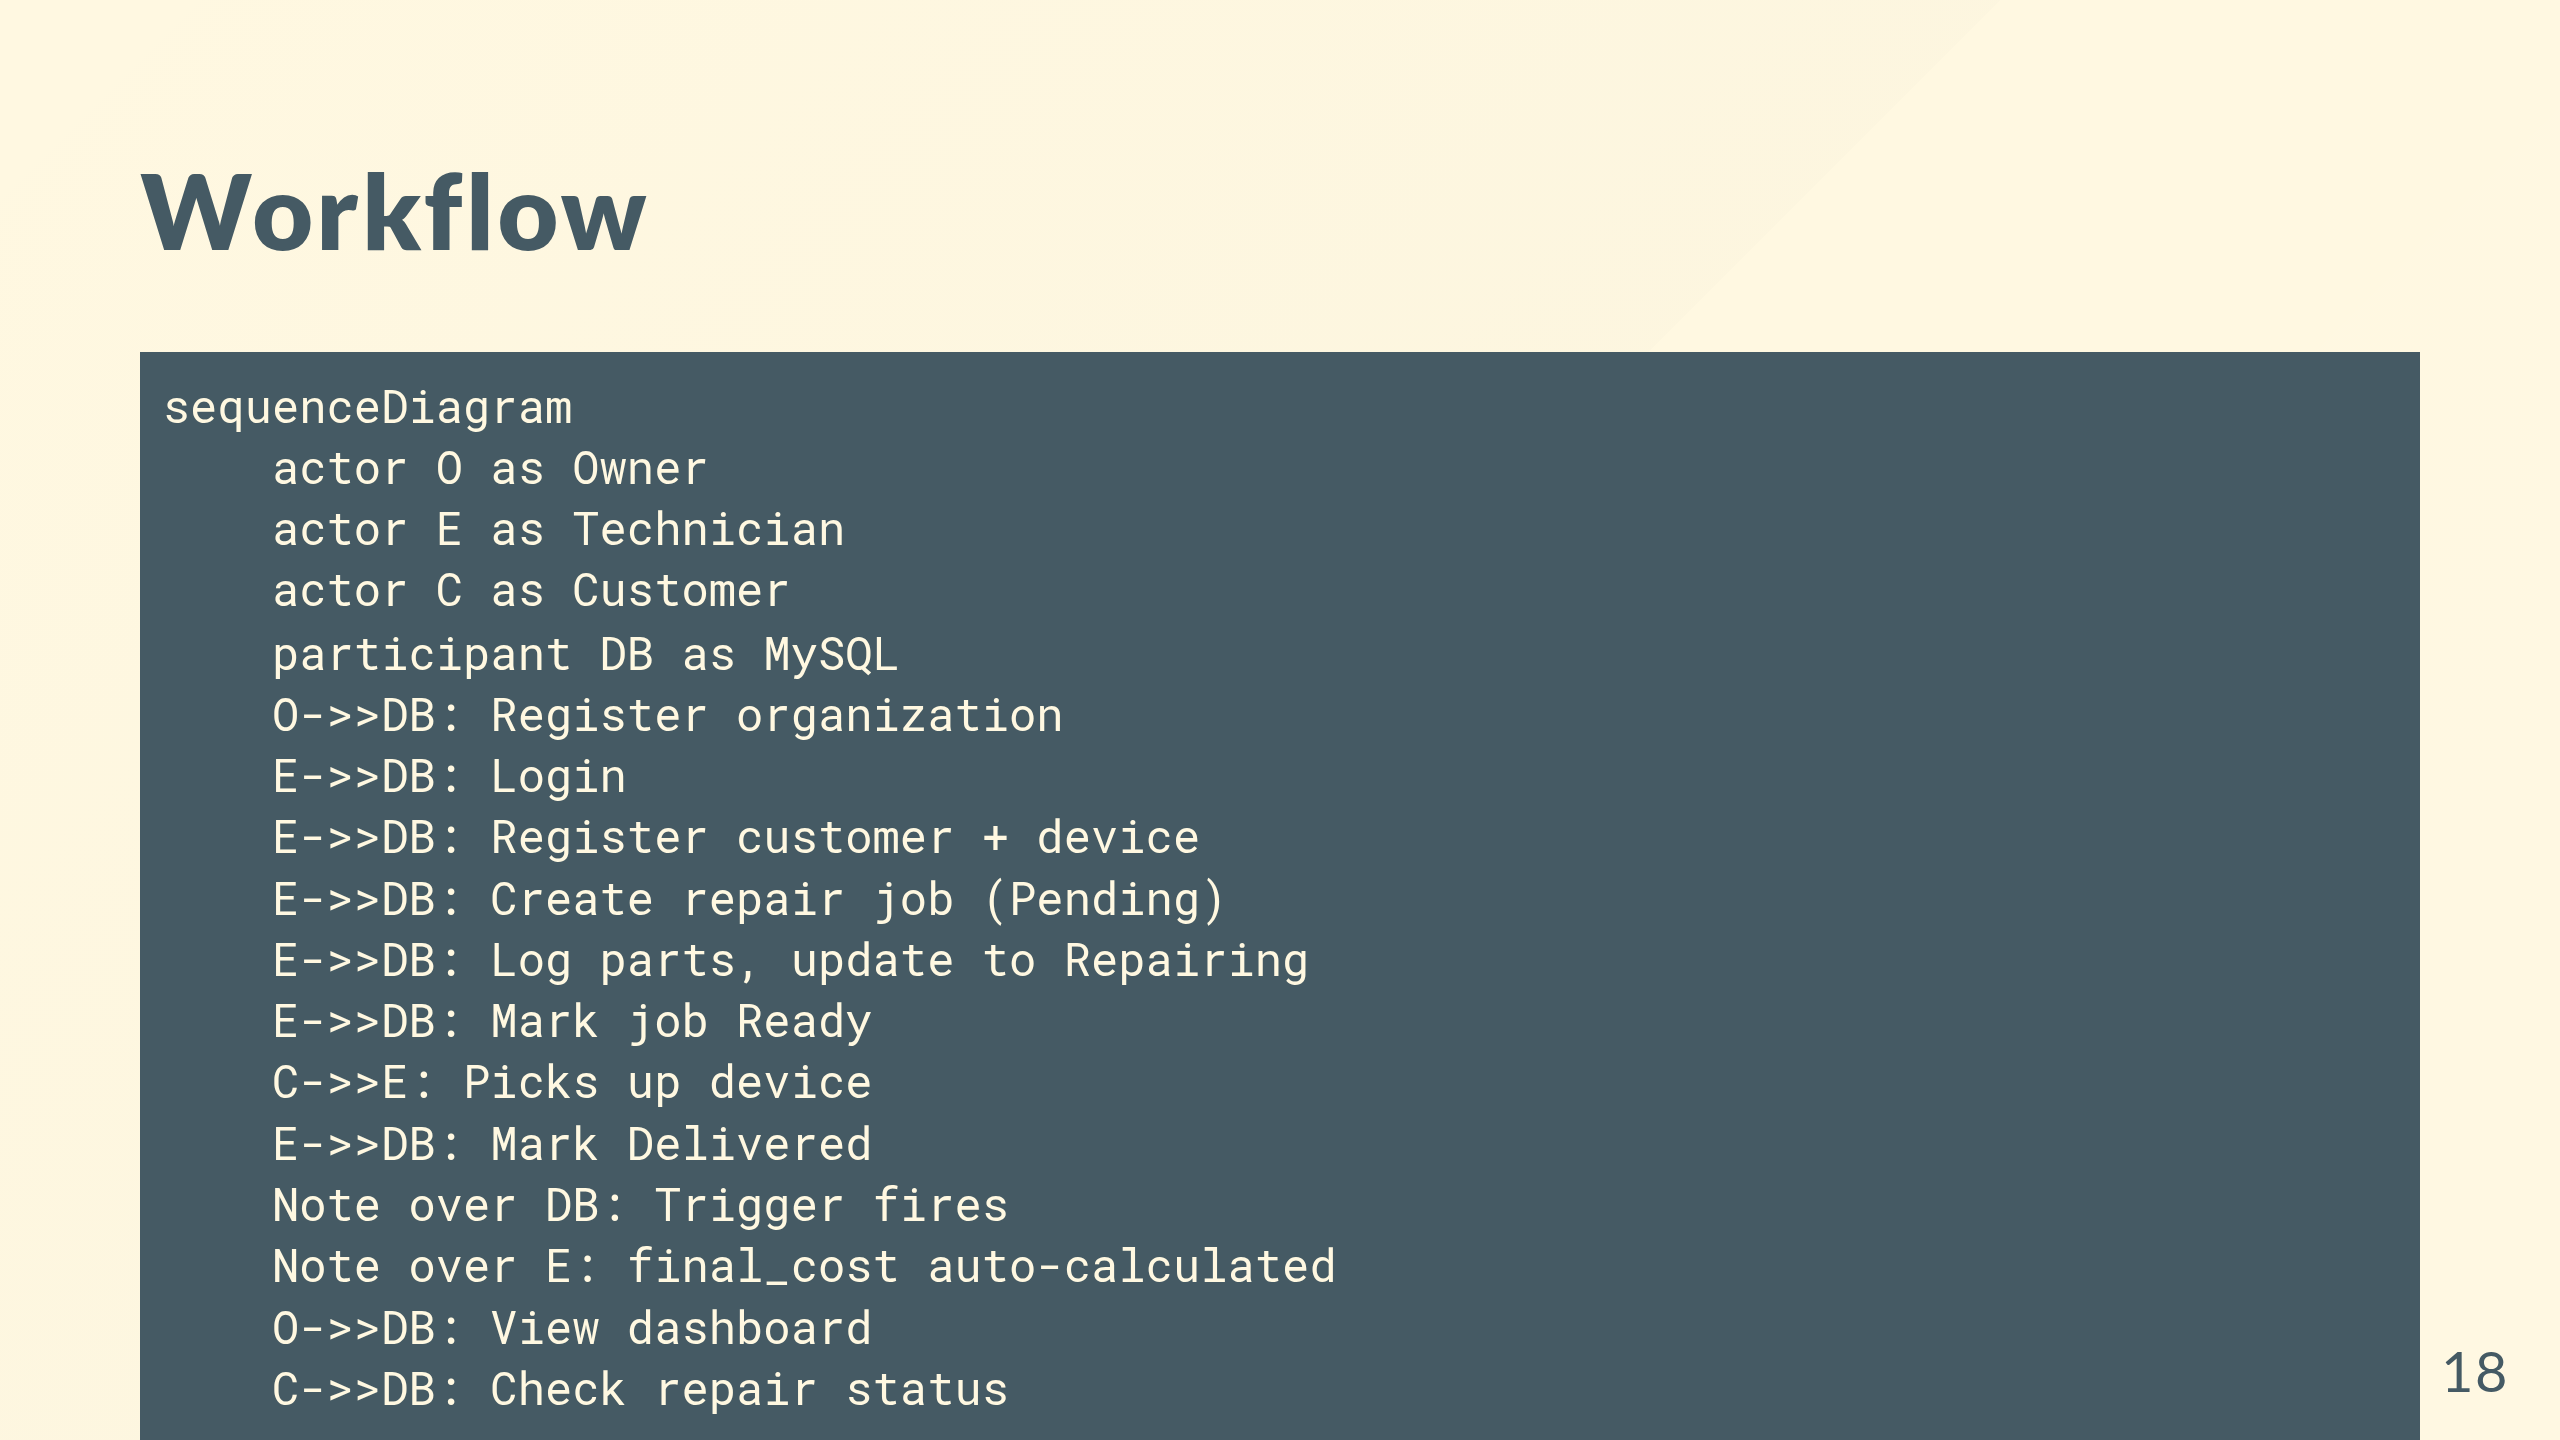 Workflow
sequenceDiagram
    actor O as Owner
    actor E as Technician
    actor C as Customer
    participant DB as MySQL
    O->>DB: Register organization
    E->>DB: Login
    E->>DB: Register customer + device
    E->>DB: Create repair job (Pending)
    E->>DB: Log parts, update to Repairing
    E->>DB: Mark job Ready
    C->>E: Picks up device
    E->>DB: Mark Delivered
    Note over DB: Trigger fires
    Note over E: final_cost auto-calculated
    O->>DB: View dashboard
    C->>DB: Check repair status
18